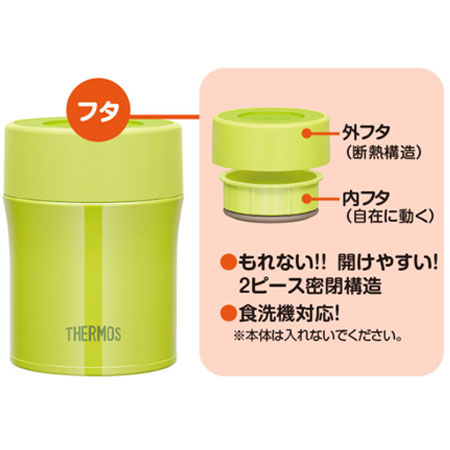 フタ
外フタ
(断熱構造)
内フタ
(自在に動く)
●もれない!! 開けやすい!
2ピース密閉構造
●食洗機対応!
※本体は入れないでください。
THERMOS